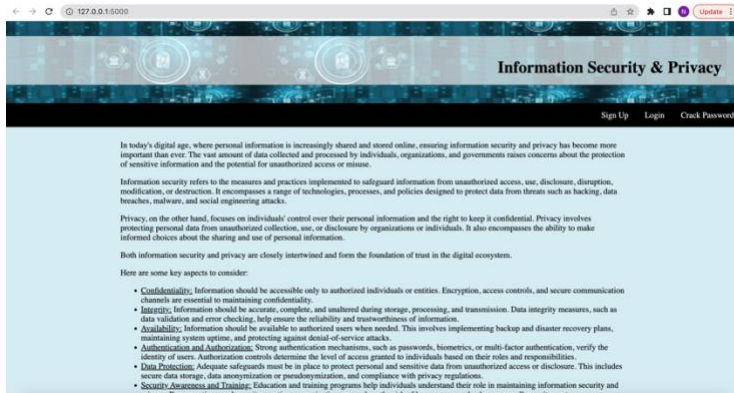 127.0.0.1:5000
N
Update
Information Security & Privacy
Sign Up Login Crack Password
In today's digital age, where personal information is increasingly shared and stored online, ensuring information security and privacy has become more
important than ever. The vast amount of data collected and processed by individuals, organizations, and governments raises concerns about the protection
of sensitive information and the potential for unauthorized access or misuse.
Information security refers to the measures and practices implemented to safeguard information from unauthorized access, use, disclosure, disruption,
modification, or destruction. It encompasses a range of technologies, processes, and policies designed to protect data from threats such as hacking, data
breaches, malware, and social engineering attacks.
Privacy, on the other hand, focuses on individuals' control over their personal information and the right to keep it confidential. Privacy involves
protecting personal data from unauthorized collection, use, or disclosure by organizations or individuals. It also encompasses the ability to make
informed choices about the sharing and use of personal information.
Both information security and privacy are closely intertwined and form the foundation of trust in the digital ecosystem.
Here are some key aspects to consider:
• Confidentiality: Information should be accessible only to authorized individuals or entities. Encryption, access controls, and secure communication
channels are essential to maintaining confidentiality.
• Integrity: Information should be accurate, complete, and unaltered during storage, processing, and transmission. Data integrity measures, such as
data validation and error checking, help ensure the reliability and trustworthiness of information.
• Availability: Information should be available to authorized users when needed. This involves implementing backup and disaster recovery plans,
maintaining system uptime, and protecting against denial-of-service attacks.
• Authentication and Authorization: Strong authentication mechanisms, such as passwords, biometrics, or multi-factor authentication, verify the
identity of users. Authorization controls determine the level of access granted to individuals based on their roles and responsibilities.
• Data Protection: Adequate safeguards must be in place to protect personal and sensitive data from unauthorized access or disclosure. This includes
secure data storage, data anonymization or pseudonymization, and compliance with privacy regulations.
• Security Awareness and Training: Education and training programs help individuals understand their role in maintaining information security and